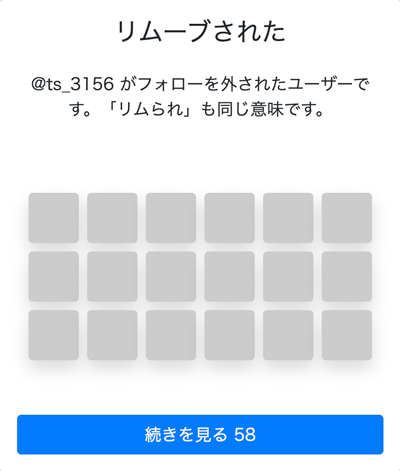 リムーブされた
@ts_3156 がフォローを外されたユーザーで
す。「リムられ」も同じ意味です。
続きを見る 58